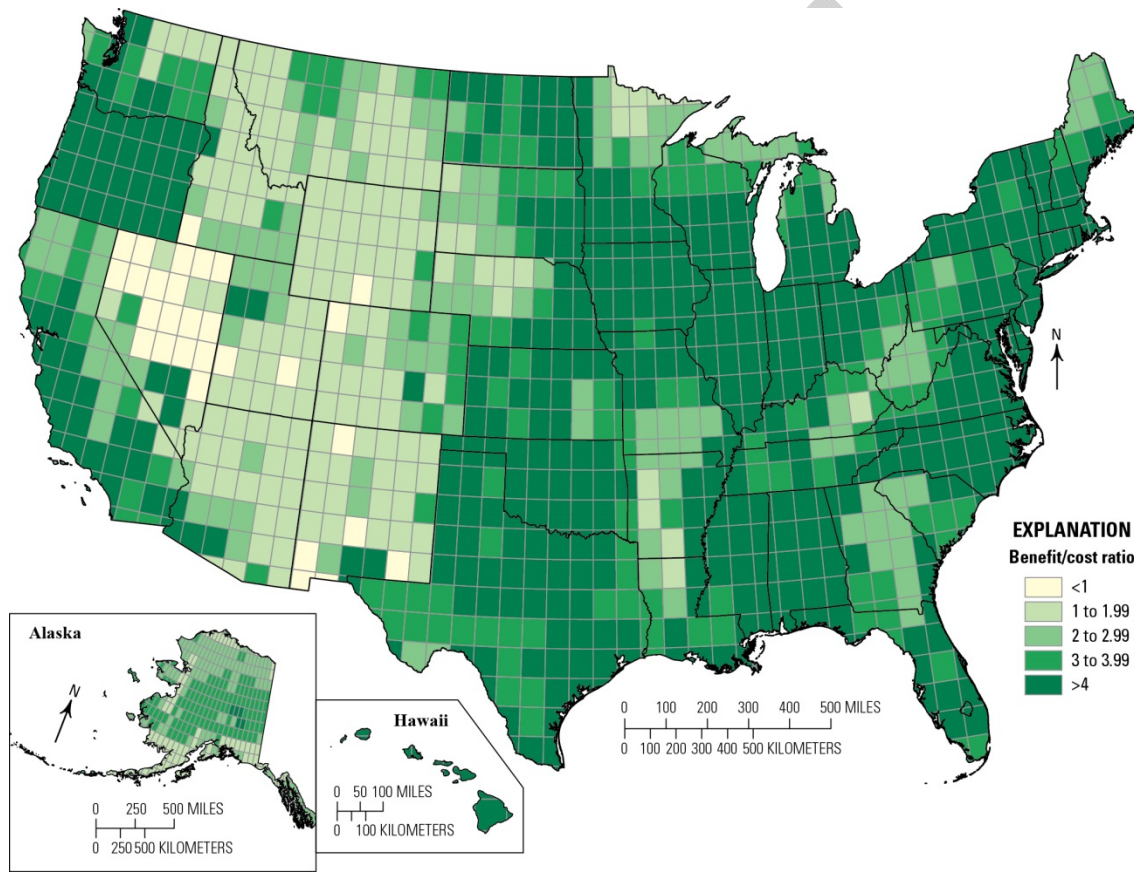 N
EXPLANATION
Benefit/cost ratio
<1
1 to 1.99
2 to 2.99
3 to 3.99
>4
Alaska
N
0 250 500 MILES
0 250 500 KILOMETERS
Hawaii
0 50 100 MILES
0 100 KILOMETERS
0 100 200 300 400 500 MILES
0 100 200 300 400 500 KILOMETERS